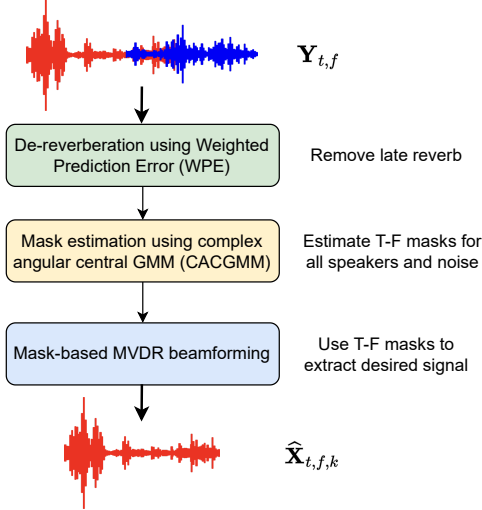 Y_{t,f}
De-reverberation using Weighted
Prediction Error (WPE)
Remove late reverb
Mask estimation using complex
angular central GMM (CACGMM)
Estimate T-F masks for
all speakers and noise
Mask-based MVDR beamforming
Use T-F masks to
extract desired signal
X̂_{t,f,k}